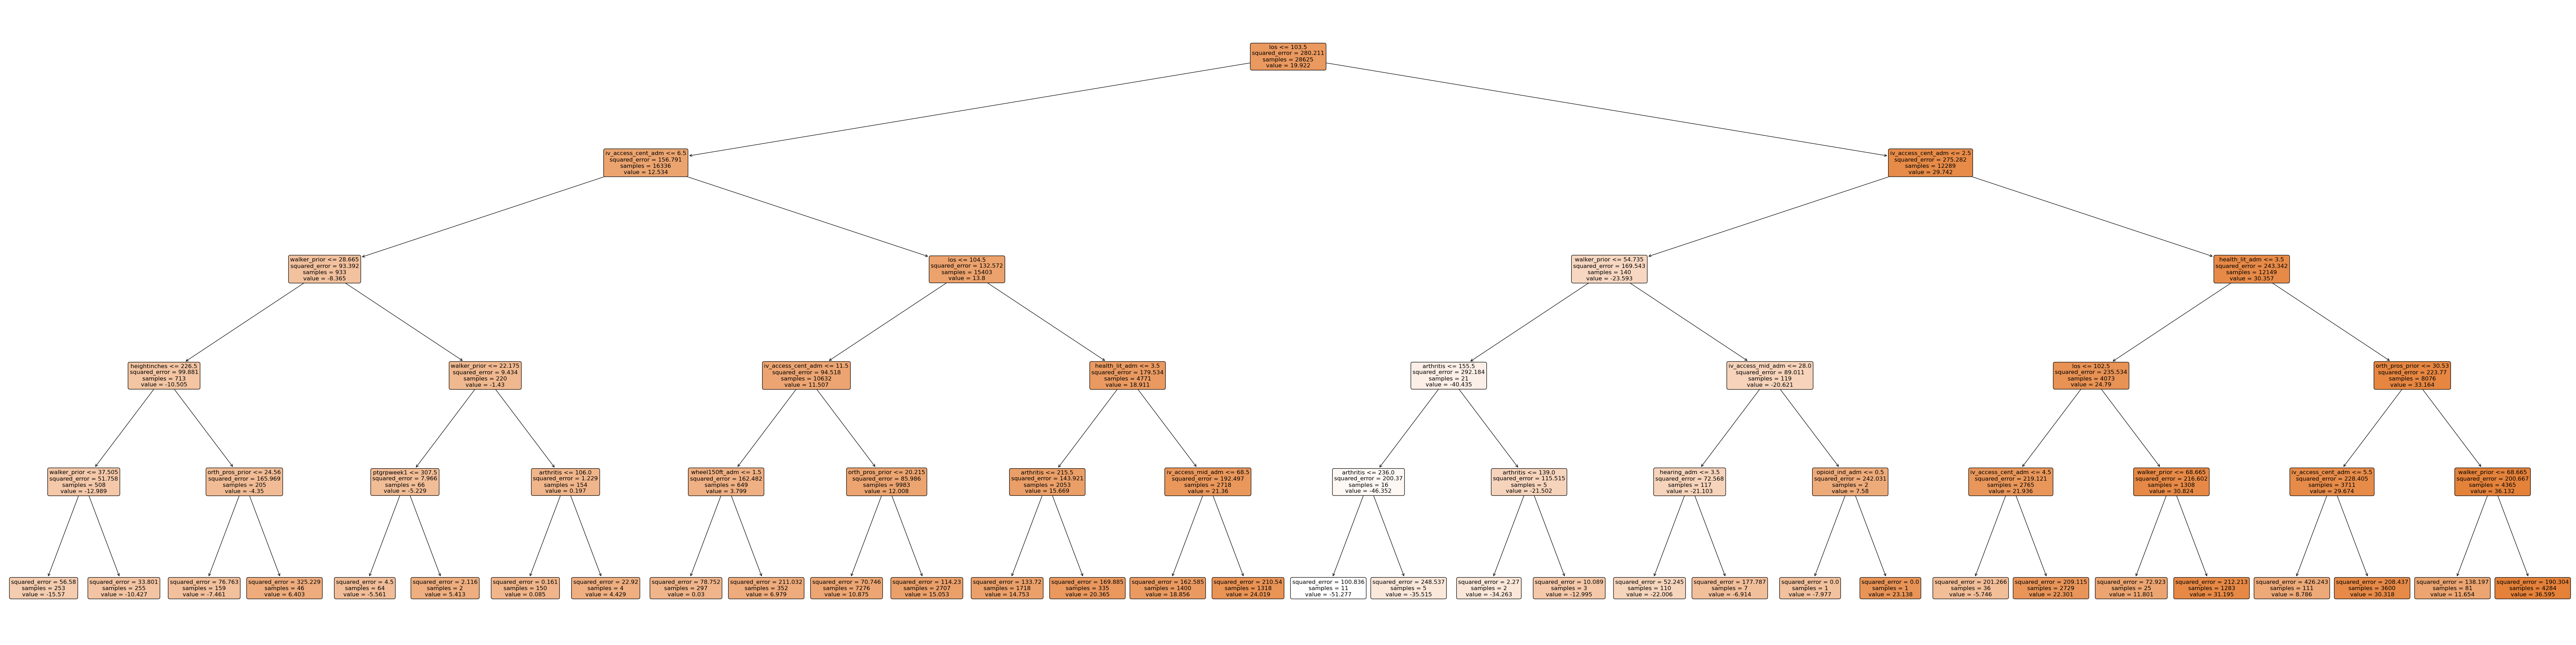 los <= 103.5
squared_error = 280.211
samples = 28625
value = 19.922
iv_access_cent_adm <= 6.5
squared_error = 156.791
samples = 16336
value = 12.534
iv_access_cent_adm <= 2.5
squared_error = 275.282
samples = 12289
value = 29.742
walker_prior <= 28.665
squared_error = 93.392
samples = 933
value = -8.365
los <= 104.5
squared_error = 132.572
samples = 15403
value = 13.8
walker_prior <= 54.735
squared_error = 169.543
samples = 140
value = -23.593
health_lit_adm <= 3.5
squared_error = 243.342
samples = 12149
value = 30.357
heightinches <= 226.5
squared_error = 99.881
samples = 713
value = -10.505
walker_prior <= 22.175
squared_error = 9.434
samples = 220
value = -1.43
iv_access_cent_adm <= 11.5
squared_error = 94.518
samples = 10632
value = 11.507
health_lit_adm <= 3.5
squared_error = 179.534
samples = 4771
value = 18.911
arthritis <= 155.5
squared_error = 292.184
samples = 21
value = -40.435
iv_access_mid_adm <= 28.0
squared_error = 89.011
samples = 119
value = -20.621
los <= 102.5
squared_error = 235.534
samples = 4073
value = 24.79
orth_pros_prior <= 30.53
squared_error = 223.77
samples = 8076
value = 33.164
walker_prior <= 37.505
squared_error = 51.758
samples = 508
value = -12.989
orth_pros_prior <= 24.56
squared_error = 165.969
samples = 205
value = -4.35
ptgrpweek1 <= 307.5
squared_error = 7.966
samples = 66
value = -5.229
arthritis <= 106.0
squared_error = 1.229
samples = 154
value = 0.197
wheel150ft_adm <= 1.5
squared_error = 162.482
samples = 649
value = 3.799
orth_pros_prior <= 20.215
squared_error = 85.986
samples = 9983
value = 12.008
arthritis <= 215.5
squared_error = 143.921
samples = 2053
value = 15.669
iv_access_mid_adm <= 68.5
squared_error = 192.497
samples = 2718
value = 21.36
arthritis <= 236.0
squared_error = 200.37
samples = 16
value = -46.352
arthritis <= 139.0
squared_error = 115.515
samples = 5
value = -21.502
hearing_adm <= 3.5
squared_error = 72.568
samples = 117
value = -21.103
opioid_ind_adm <= 0.5
squared_error = 242.031
samples = 2
value = 7.58
iv_access_cent_adm <= 4.5
squared_error = 219.121
samples = 2765
value = 21.936
walker_prior <= 68.665
squared_error = 216.602
samples = 1308
value = 30.824
iv_access_cent_adm <= 5.5
squared_error = 228.405
samples = 3711
value = 29.674
walker_prior <= 68.665
squared_error = 200.667
samples = 4365
value = 36.132
squared_error = 56.58
samples = 253
value = -15.57
squared_error = 33.801
samples = 255
value = -10.427
squared_error = 76.763
samples = 159
value = -7.461
squared_error = 325.229
samples = 46
value = 6.403
squared_error = 4.5
samples = 64
value = -5.561
squared_error = 2.116
samples = 2
value = 5.413
squared_error = 0.161
samples = 150
value = 0.085
squared_error = 22.92
samples = 4
value = 4.429
squared_error = 78.752
samples = 297
value = 0.03
squared_error = 211.032
samples = 352
value = 6.979
squared_error = 70.746
samples = 7276
value = 10.875
squared_error = 114.23
samples = 2707
value = 15.053
squared_error = 133.72
samples = 1718
value = 14.753
squared_error = 169.885
samples = 335
value = 20.365
squared_error = 162.585
samples = 1400
value = 18.856
squared_error = 210.54
samples = 1318
value = 24.019
squared_error = 100.836
samples = 11
value = -51.277
squared_error = 248.537
samples = 5
value = -35.515
squared_error = 2.27
samples = 2
value = -34.263
squared_error = 10.089
samples = 3
value = -12.995
squared_error = 52.245
samples = 110
value = -22.006
squared_error = 177.787
samples = 7
value = -6.914
squared_error = 0.0
samples = 1
value = -7.977
squared_error = 0.0
samples = 1
value = 23.138
squared_error = 201.266
samples = 36
value = -5.746
squared_error = 209.115
samples = 2729
value = 22.301
squared_error = 72.923
samples = 25
value = 11.801
squared_error = 212.213
samples = 1283
value = 31.195
squared_error = 426.243
samples = 111
value = 8.786
squared_error = 208.437
samples = 3600
value = 30.318
squared_error = 138.197
samples = 81
value = 11.654
squared_error = 190.304
samples = 4284
value = 36.595